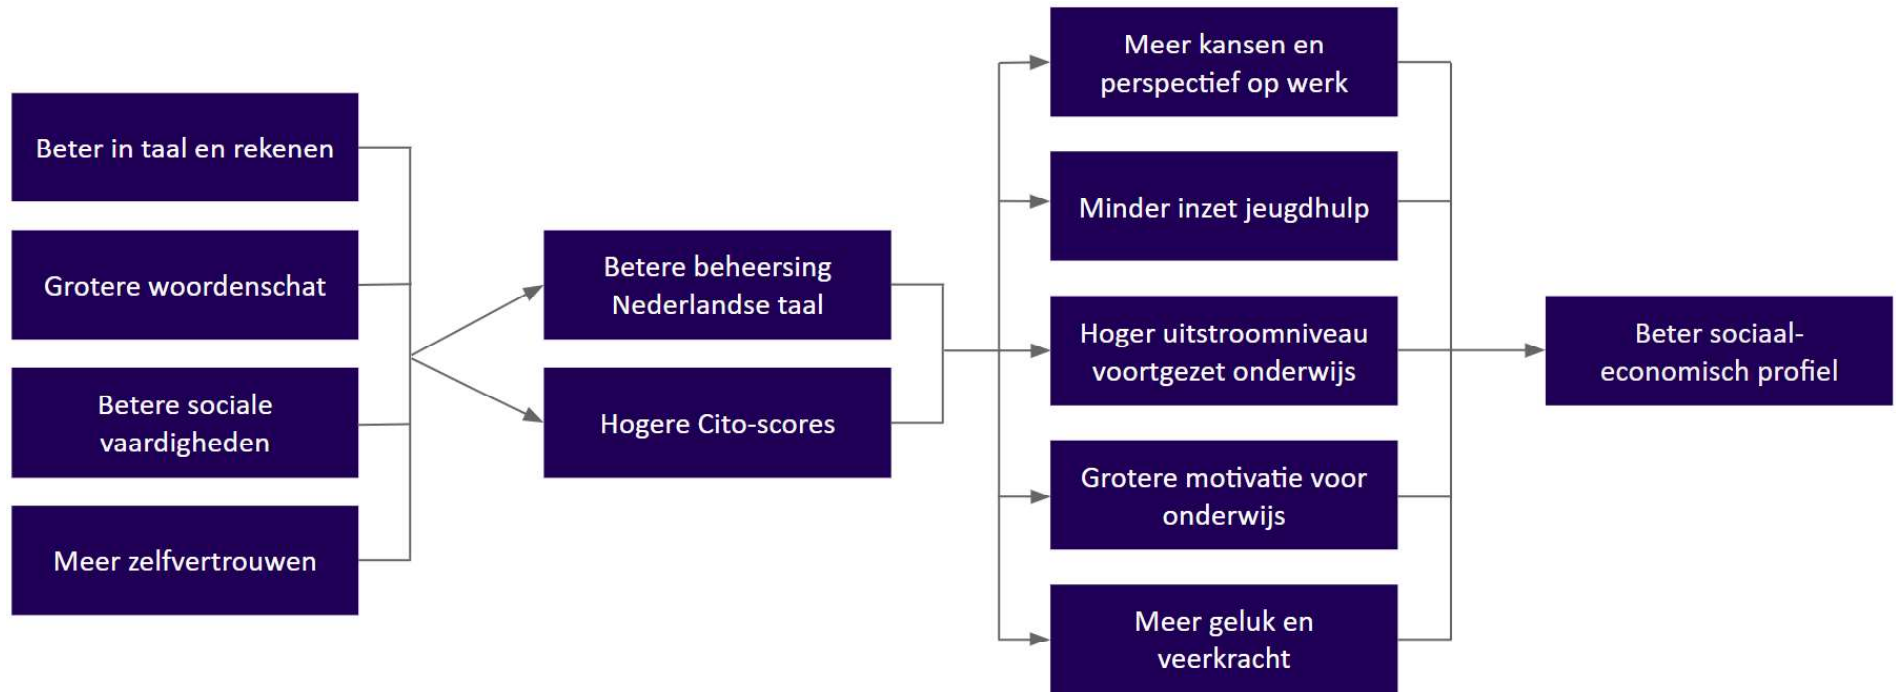 Beter in taal en rekenen
Grotere woordenschat
Betere sociale
vaardigheden
Meer zelfvertrouwen
Betere beheersing
Nederlandse taal
Hogere Cito-scores
Meer kansen en
perspectief op werk
Minder inzet jeugdhulp
Hoger uitstroomniveau
voortgezet onderwijs
Grotere motivatie voor
onderwijs
Meer geluk en
veerkracht
Beter sociaal-
economisch profiel